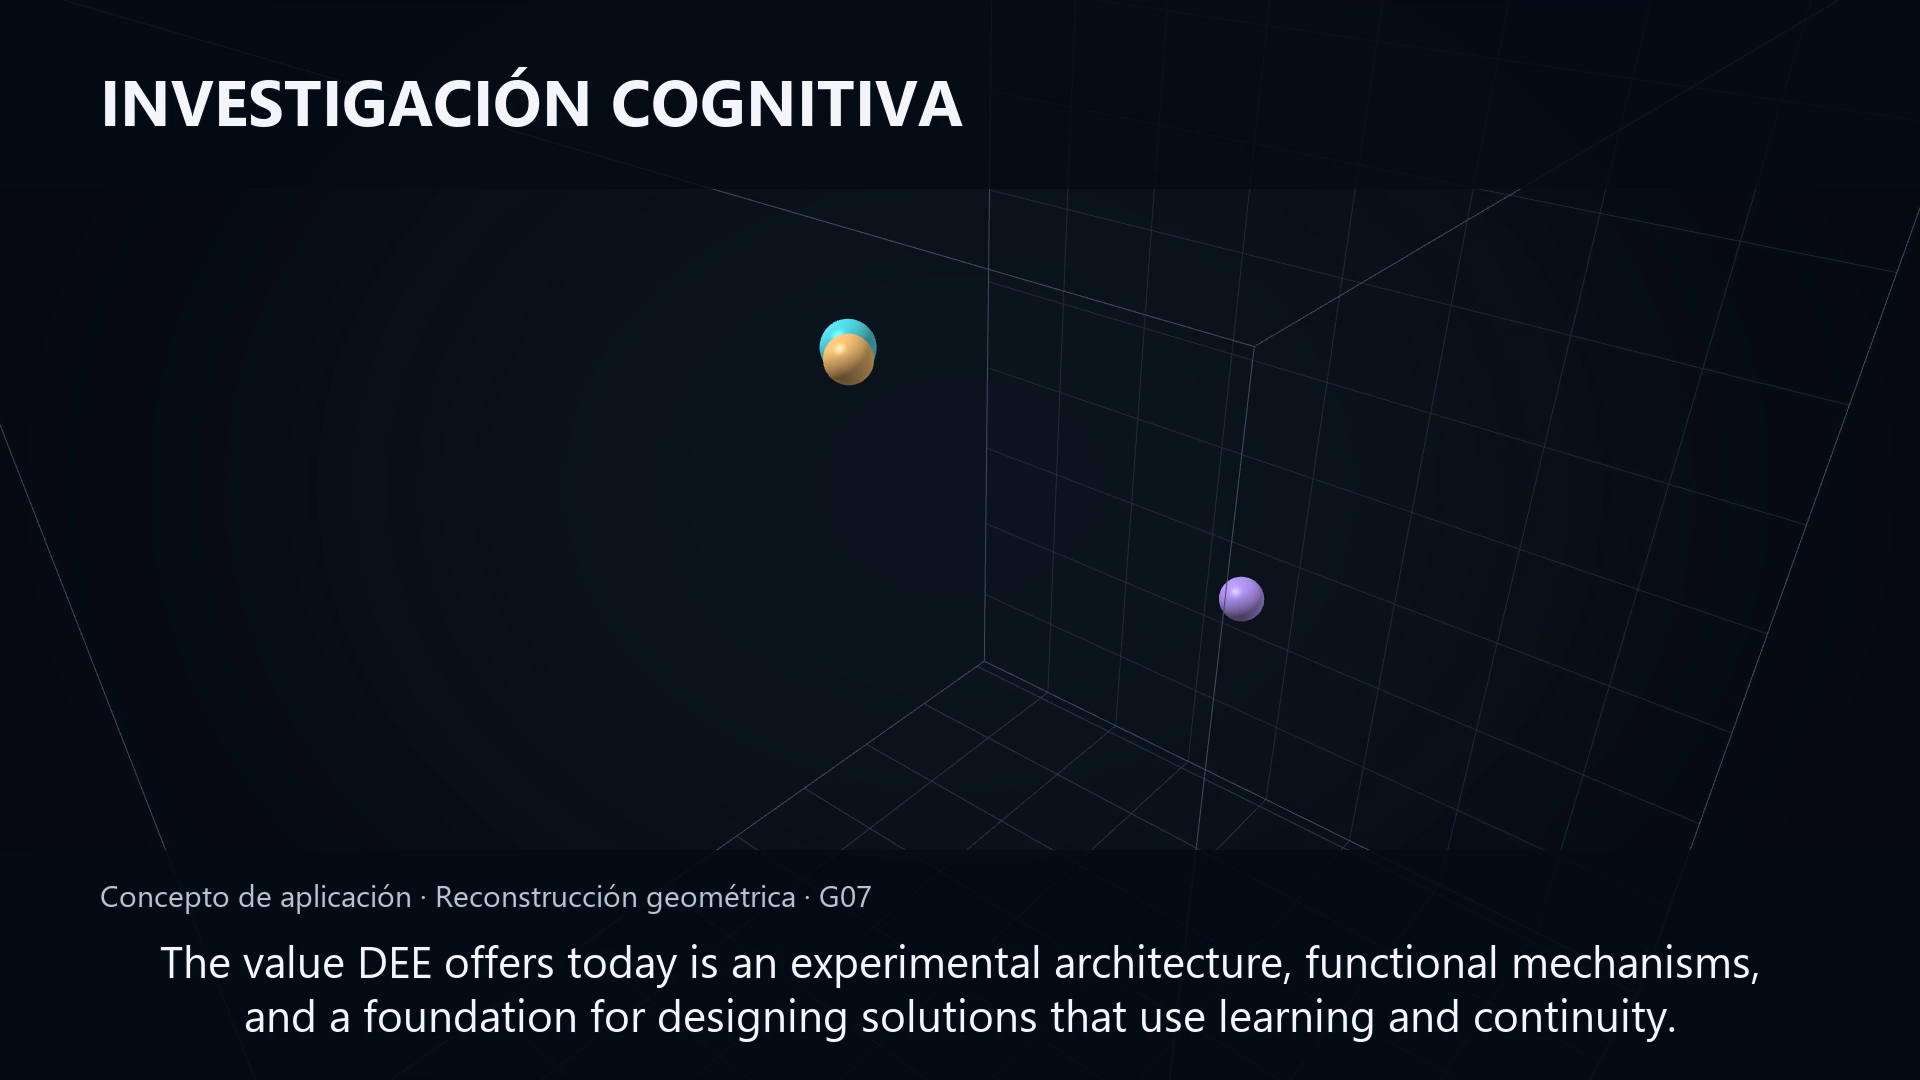 INVESTIGACIÓN COGNITIVA
Concepto de aplicación · Reconstrucción geométrica · G07
The value DEE offers today is an experimental architecture, functional mechanisms,
and a foundation for designing solutions that use learning and continuity.